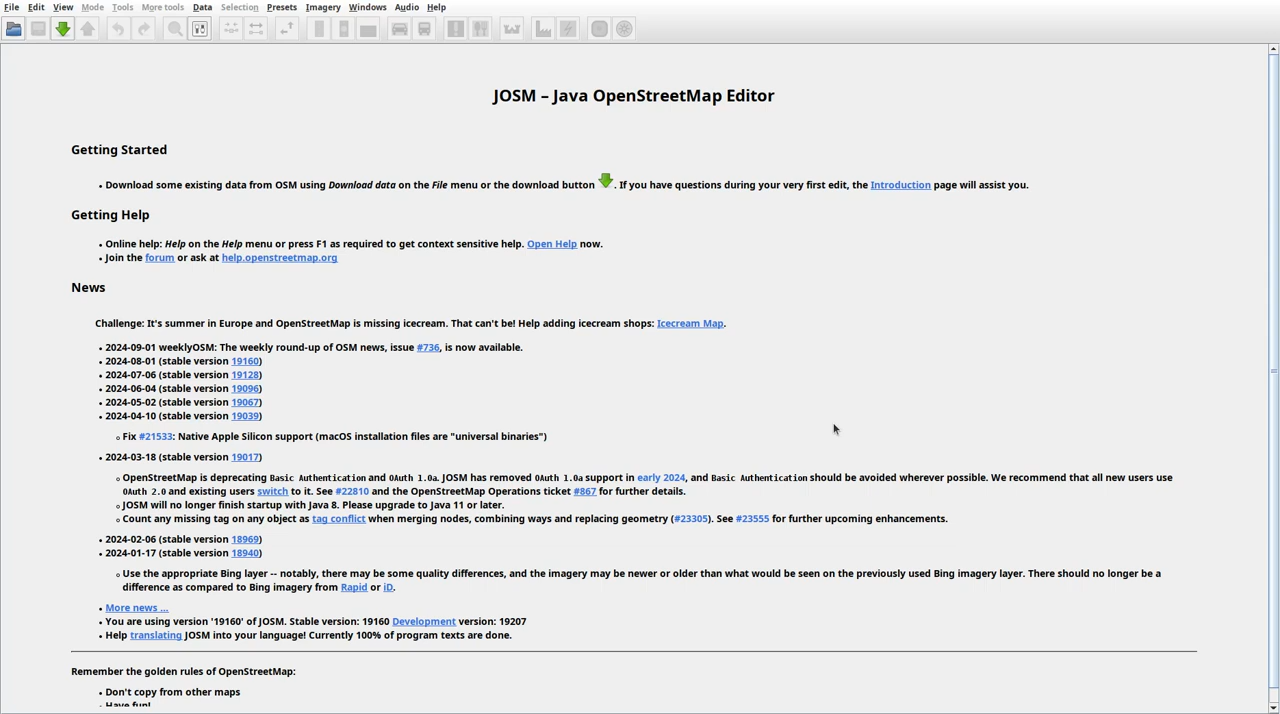 File Edit View Mode Tools More tools Data Selection Presets Imagery Windows Audio Help
JOSM – Java OpenStreetMap Editor
Getting Started
• Download some existing data from OSM using Download data on the File menu or the download button . If you have questions during your very first edit, the Introduction page will assist you.
Getting Help
• Online help: Help on the Help menu or press F1 as required to get context sensitive help. Open Help now.
• Join the forum or ask at help.openstreetmap.org
News
Challenge: It's summer in Europe and OpenStreetMap is missing icecream. That can't be! Help adding icecream shops: Icecream Map.
• 2024-09-01 weeklyOSM: The weekly round-up of OSM news, issue #736, is now available.
• 2024-08-01 (stable version 19160)
• 2024-07-06 (stable version 19128)
• 2024-06-04 (stable version 19096)
• 2024-05-02 (stable version 19067)
• 2024-04-10 (stable version 19039)
◦ Fix #21533: Native Apple Silicon support (macOS installation files are "universal binaries")
• 2024-03-18 (stable version 19017)
◦ OpenStreetMap is deprecating Basic Authentication and OAuth 1.0a. JOSM has removed OAuth 1.0a support in early 2024, and Basic Authentication should be avoided wherever possible. We recommend that all new users use
OAuth 2.0 and existing users switch to it. See #22810 and the OpenStreetMap Operations ticket #867 for further details.
◦ JOSM will no longer finish startup with Java 8. Please upgrade to Java 11 or later.
◦ Count any missing tag on any object as tag conflict when merging nodes, combining ways and replacing geometry (#23305). See #23555 for further upcoming enhancements.
• 2024-02-06 (stable version 18969)
• 2024-01-17 (stable version 18940)
◦ Use the appropriate Bing layer -- notably, there may be some quality differences, and the imagery may be newer or older than what would be seen on the previously used Bing imagery layer. There should no longer be a
difference as compared to Bing imagery from Rapid or iD.
• More news ...
• You are using version '19160' of JOSM. Stable version: 19160 Development version: 19207
• Help translating JOSM into your language! Currently 100% of program texts are done.
Remember the golden rules of OpenStreetMap:
• Don't copy from other maps
• Have fun!